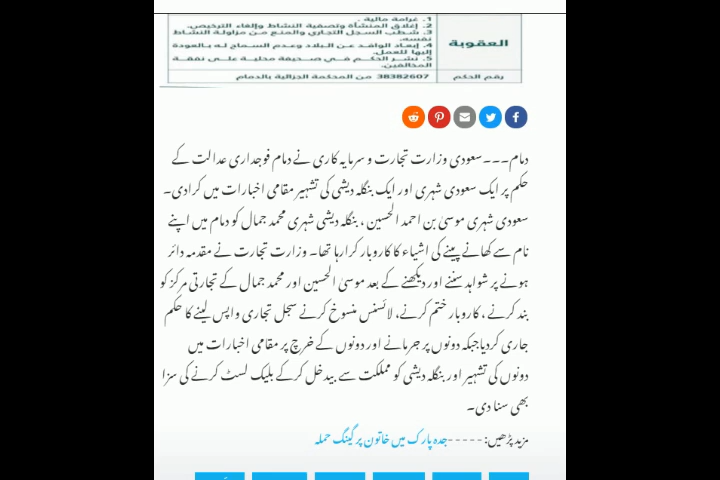 1. غرامة مالية .
2. إغلاق المنشأة وتصفية النشاط وإلغاء الترخيص.
3. شطب السجل التجاري والمنع من مزاولة النشاط
نفسه.
العقوبة
4. إبعاد الوافد عن البلاد وعدم السماح له بالعودة
إليها للعمل.
5. نشر الحكم في صحيفة محلية على نفقة
المخالفين.
رقم الحكم
38382607 من المحكمة الجزائية بالدمام
دمام۔۔۔سعودی وزارت تجارت و سرمایہ کاری نے دمام فوجداری عدالت کے
حکم پر ایک سعودی شہری اور ایک بنگلہ دیشی کی تشہیر مقامی اخبارات میں کرادی۔
سعودی شہری موسیٰ بن احمد الحسین ، بنگلہ دیشی شہری محمد جمال کو دمام میں اپنے
نام سے کھانے پینے کی اشیاء کا کاروبار کرارہا تھا۔ وزارت تجارت نے مقدمہ دائر
ہونے پر شواہد سننے اور دیکھنے کے بعد موسیٰ الحسین اور محمد جمال کے تجارتی مرکز کو
بند کرنے ، کاروبار ختم کرنے، لائسنس منسوخ کرنے سجل تجاری واپس لینے کا حکم
جاری کردیا جبکہ دونوں پر جرمانے اور دونوں کے خرچ پر مقامی اخبارات میں
دونوں کی تشہیر اور بنگلہ دیشی کو مملکت سے بیدخل کرکے بلیک لسٹ کرنے کی سزا
بھی سنا دی۔
مزید پڑھیں:-----جدہ پارک میں خاتون پر گینگ حملہ